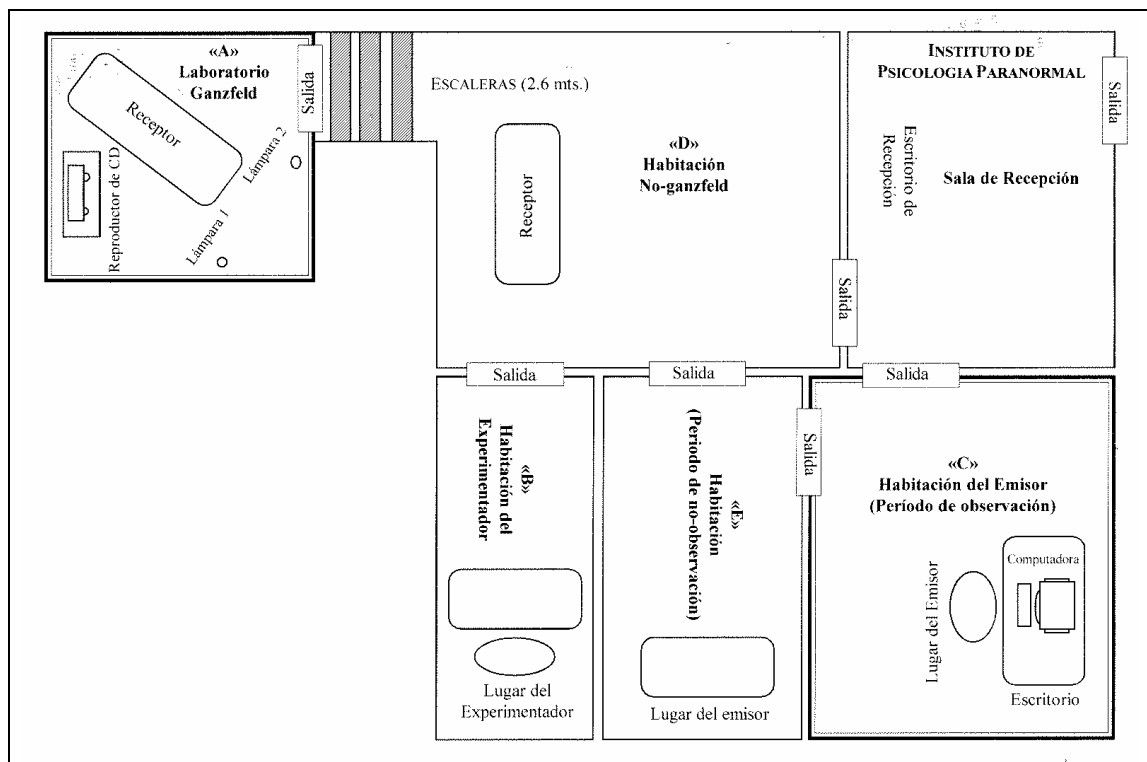 «A»
Laboratorio
Ganzfeld
Salida
Receptor
Lámpara 2
Lámpara 1
Reproductor de CD
ESCALERAS (2.6 mts.)
Receptor
«D»
Habitación
No-ganzfeld
INSTITUTO DE
PSICOLOGIA PARANORMAL
Salida
Escritorio de
Recepción
Sala de Recepción
Salida
Salida
Salida
Salida
«B»
Habitación del
Experimentador
Lugar del
Experimentador
«E»
Habitación
(Periodo de no-observación)
Lugar del emisor
Salida
«C»
Habitación del Emisor
(Período de observación)
Computadora
Lugar del Emisor
Escritorio